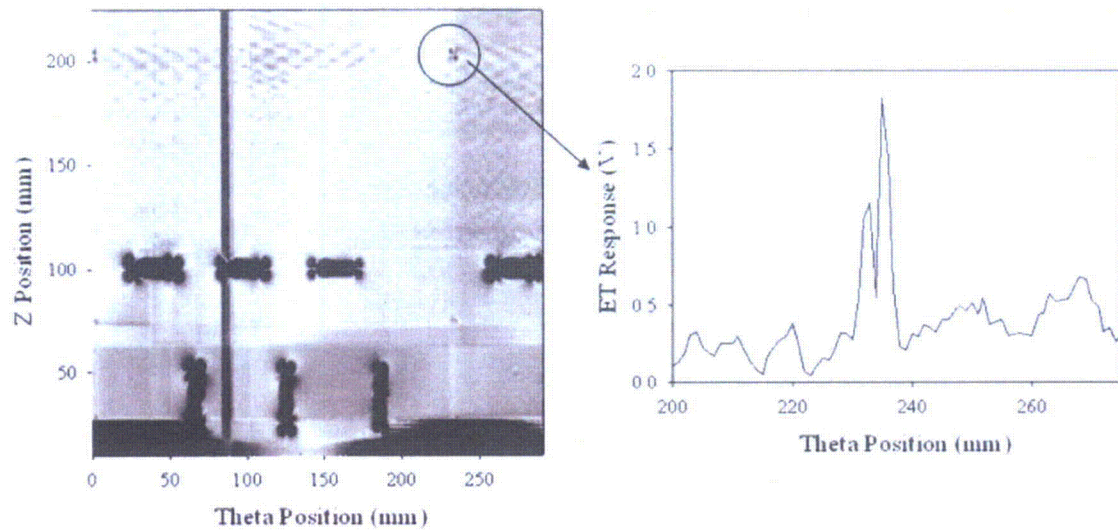 200
150
100
50
Z Position (mm)
0 50 100 150 200 250
Theta Position (mm)
2.0
1.5
1.0
0.5
0.0
ET Response (V)
200 220 240 260
Theta Position (mm)